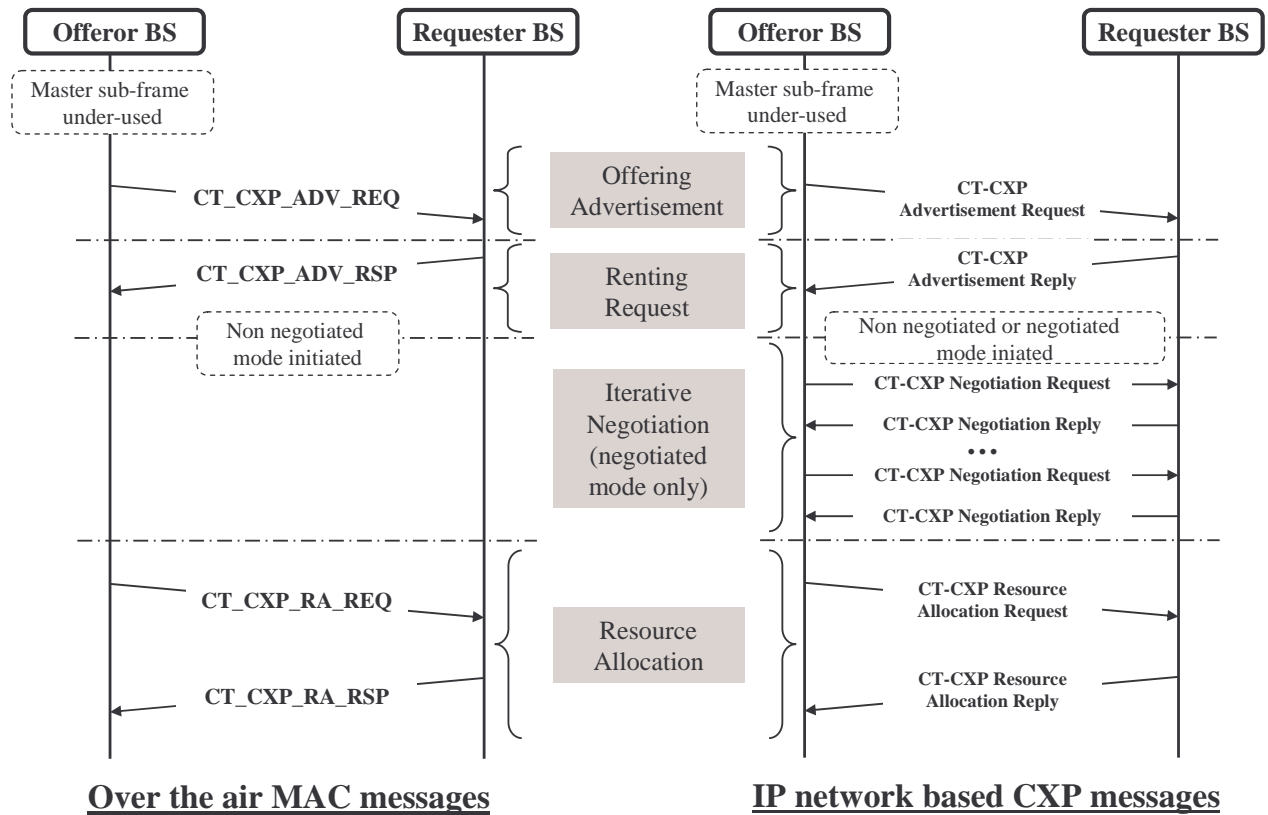 Offeror BS
Requester BS
Offeror BS
Requester BS
Master sub-frame
under-used
Master sub-frame
under-used
CT_CXP_ADV_REQ
Offering
Advertisement
CT-CXP
Advertisement Request
CT_CXP_ADV_RSP
Renting
Request
CT-CXP
Advertisement Reply
Non negotiated
mode initiated
Non negotiated or negotiated
mode iniated
Iterative
Negotiation
(negotiated
mode only)
CT-CXP Negotiation Request
CT-CXP Negotiation Reply
...
CT-CXP Negotiation Request
CT-CXP Negotiation Reply
CT_CXP_RA_REQ
CT_CXP_RA_RSP
Resource
Allocation
CT-CXP Resource
Allocation Request
CT-CXP Resource
Allocation Reply
Over the air MAC messages
IP network based CXP messages